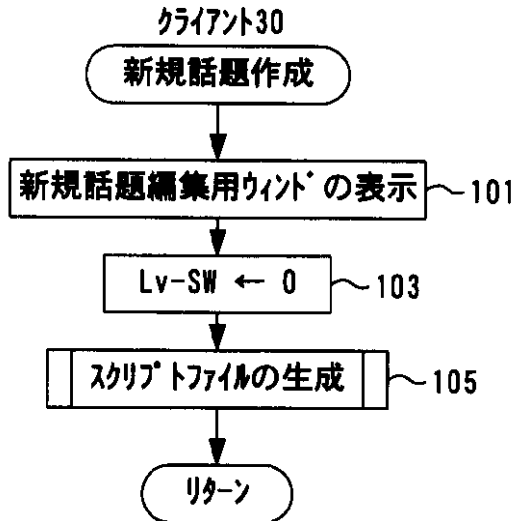 クライアント30
新規話題作成
新規話題編集用ウィンドの表示 101
Lv-SW ← 0 103
スクリプトファイルの生成 105
リターン